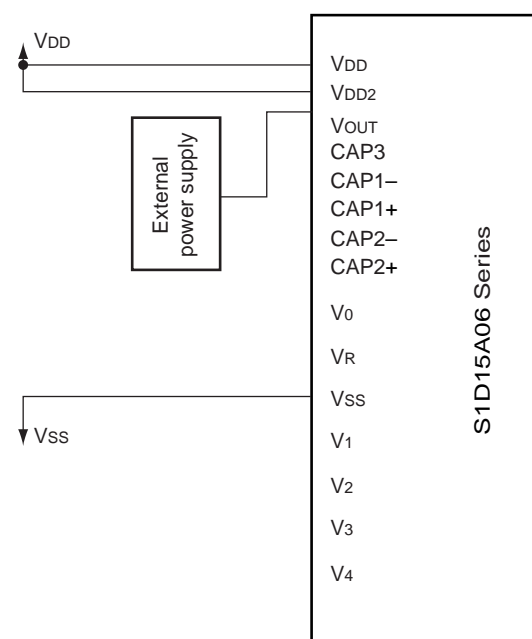 VDD
VDD
VDD2
VOUT
CAP3
CAP1–
CAP1+
CAP2–
CAP2+
V0
VR
VSS
V1
V2
V3
V4
External
power supply
VSS
S1D15A06 Series